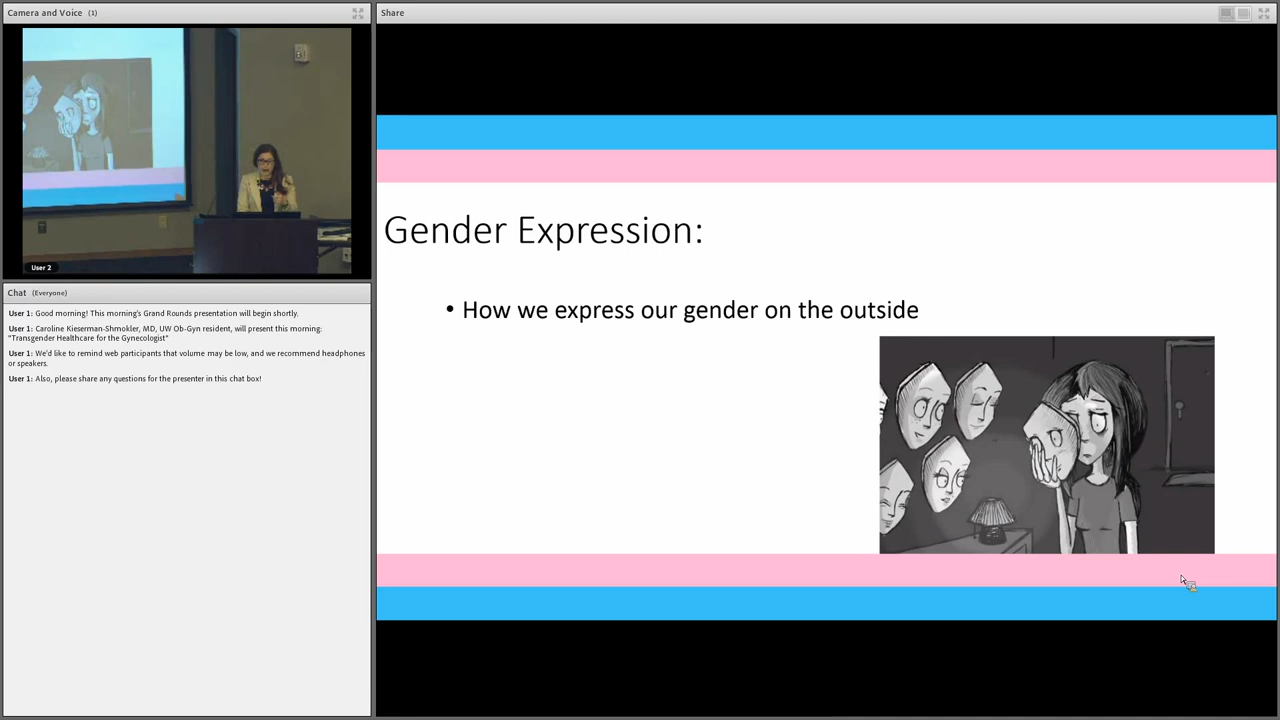 Camera and Voice (1)
User 2
Chat (Everyone)
User 1: Good morning! This morning's Grand Rounds presentation will begin shortly.
User 1: Caroline Kieserman-Shmokler, MD, UW Ob-Gyn resident, will present this morning:
"Transgender Healthcare for the Gynecologist"
User 1: We'd like to remind web participants that volume may be low, and we recommend headphones
or speakers.
User 1: Also, please share any questions for the presenter in this chat box!
Share
Gender Expression:
• How we express our gender on the outside